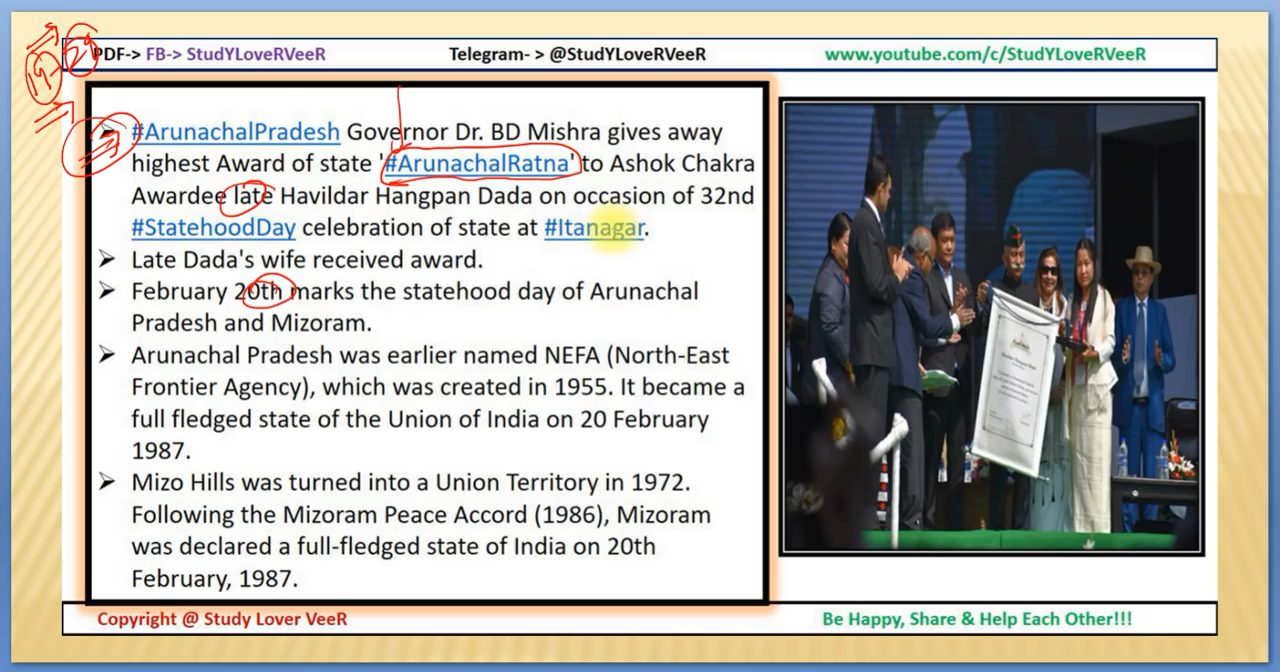 PDF-> FB-> StudYLoveRVeeR Telegram- > @StudYLoveRVeeR www.youtube.com/c/StudYLoveRVeeR
19-20
#ArunachalPradesh Governor Dr. BD Mishra gives away
highest Award of state '#ArunachalRatna' to Ashok Chakra
Awardee late Havildar Hangpan Dada on occasion of 32nd
#StatehoodDay celebration of state at #Itanagar.
Late Dada's wife received award.
February 20th marks the statehood day of Arunachal
Pradesh and Mizoram.
Arunachal Pradesh was earlier named NEFA (North-East
Frontier Agency), which was created in 1955. It became a
full fledged state of the Union of India on 20 February
1987.
Mizo Hills was turned into a Union Territory in 1972.
Following the Mizoram Peace Accord (1986), Mizoram
was declared a full-fledged state of India on 20th
February, 1987.
Copyright @ Study Lover VeeR Be Happy, Share & Help Each Other!!!